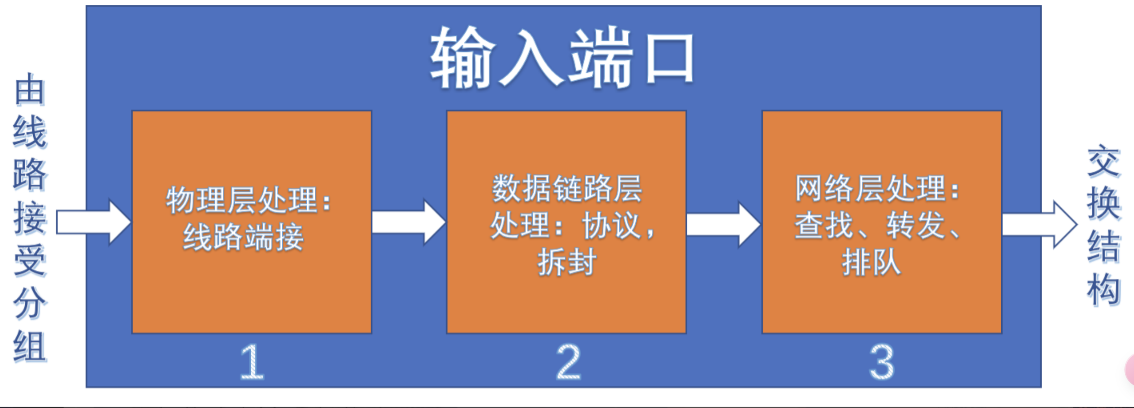 输入端口
由线路接受分组
物理层处理：
线路端接
数据链路层
处理：协议，
拆封
网络层处理：
查找、转发、
排队
交换结构
1
2
3